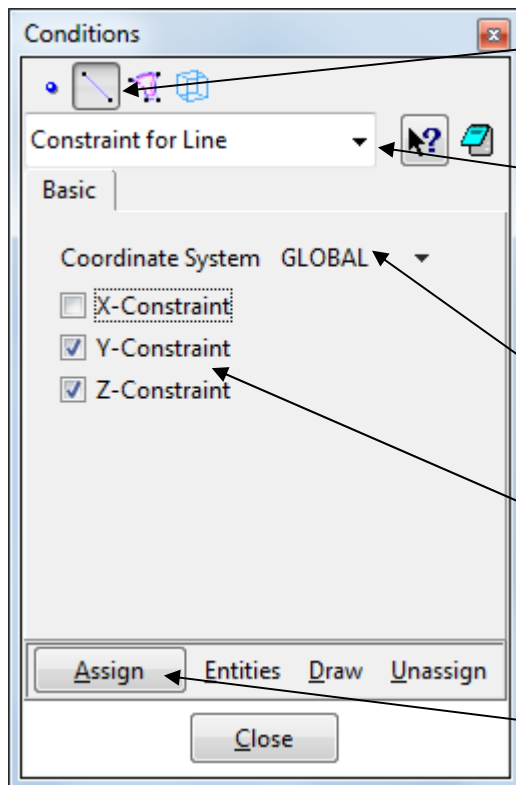 Conditions
Constraint for Line
?
Basic
Coordinate System GLOBAL
X-Constraint
Y-Constraint
Z-Constraint
Assign Entities Draw Unassign
Close